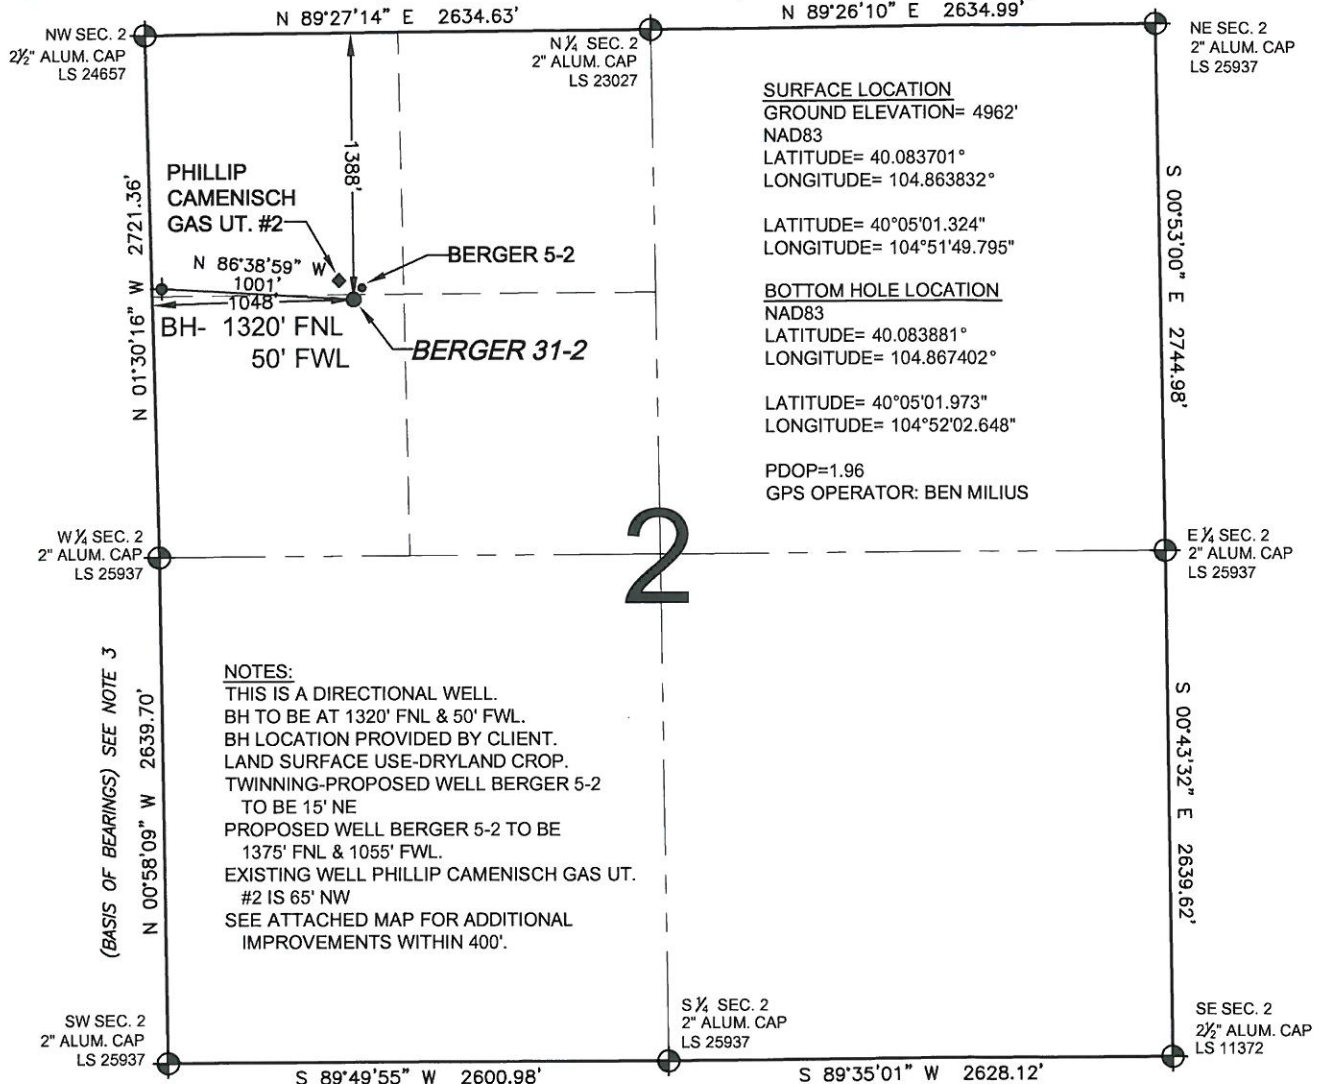 N 89°27'14" E 2634.63'
N 89°26'10" E 2634.99'
NW SEC. 2
2½" ALUM. CAP
LS 24657
N ¼ SEC. 2
2" ALUM. CAP
LS 23027
NE SEC. 2
2" ALUM. CAP
LS 25937
SURFACE LOCATION
GROUND ELEVATION= 4962'
NAD83
LATITUDE= 40.083701°
LONGITUDE= 104.863832°
LATITUDE= 40°05'01.324"
LONGITUDE= 104°51'49.795"
BOTTOM HOLE LOCATION
NAD83
LATITUDE= 40.083881°
LONGITUDE= 104.867402°
LATITUDE= 40°05'01.973"
LONGITUDE= 104°52'02.648"
PDOP=1.96
GPS OPERATOR: BEN MILIUS
1388'
PHILLIP
CAMENISCH
GAS UT. #2
BERGER 5-2
N 86°38'59" W
1001'
1048'
BH- 1320' FNL
50' FWL
BERGER 31-2
N 01°30'16" W 2721.36'
S 00°53'00" E 2744.98'
W ¼ SEC. 2
2" ALUM. CAP
LS 25937
2
E ¼ SEC. 2
2" ALUM. CAP
LS 25937
(BASIS OF BEARINGS) SEE NOTE 3
N 00°58'09" W 2639.70'
NOTES:
THIS IS A DIRECTIONAL WELL.
BH TO BE AT 1320' FNL & 50' FWL.
BH LOCATION PROVIDED BY CLIENT.
LAND SURFACE USE-DRYLAND CROP.
TWINNING-PROPOSED WELL BERGER 5-2
TO BE 15' NE
PROPOSED WELL BERGER 5-2 TO BE
1375' FNL & 1055' FWL.
EXISTING WELL PHILLIP CAMENISCH GAS UT.
#2 IS 65' NW
SEE ATTACHED MAP FOR ADDITIONAL
IMPROVEMENTS WITHIN 400'.
S 00°43'32" E 2639.62'
SW SEC. 2
2" ALUM. CAP
LS 25937
S ¼ SEC. 2
2" ALUM. CAP
LS 25937
SE SEC. 2
2½" ALUM. CAP
LS 11372
S 89°49'55" W 2600.98'
S 89°35'01" W 2628.12'